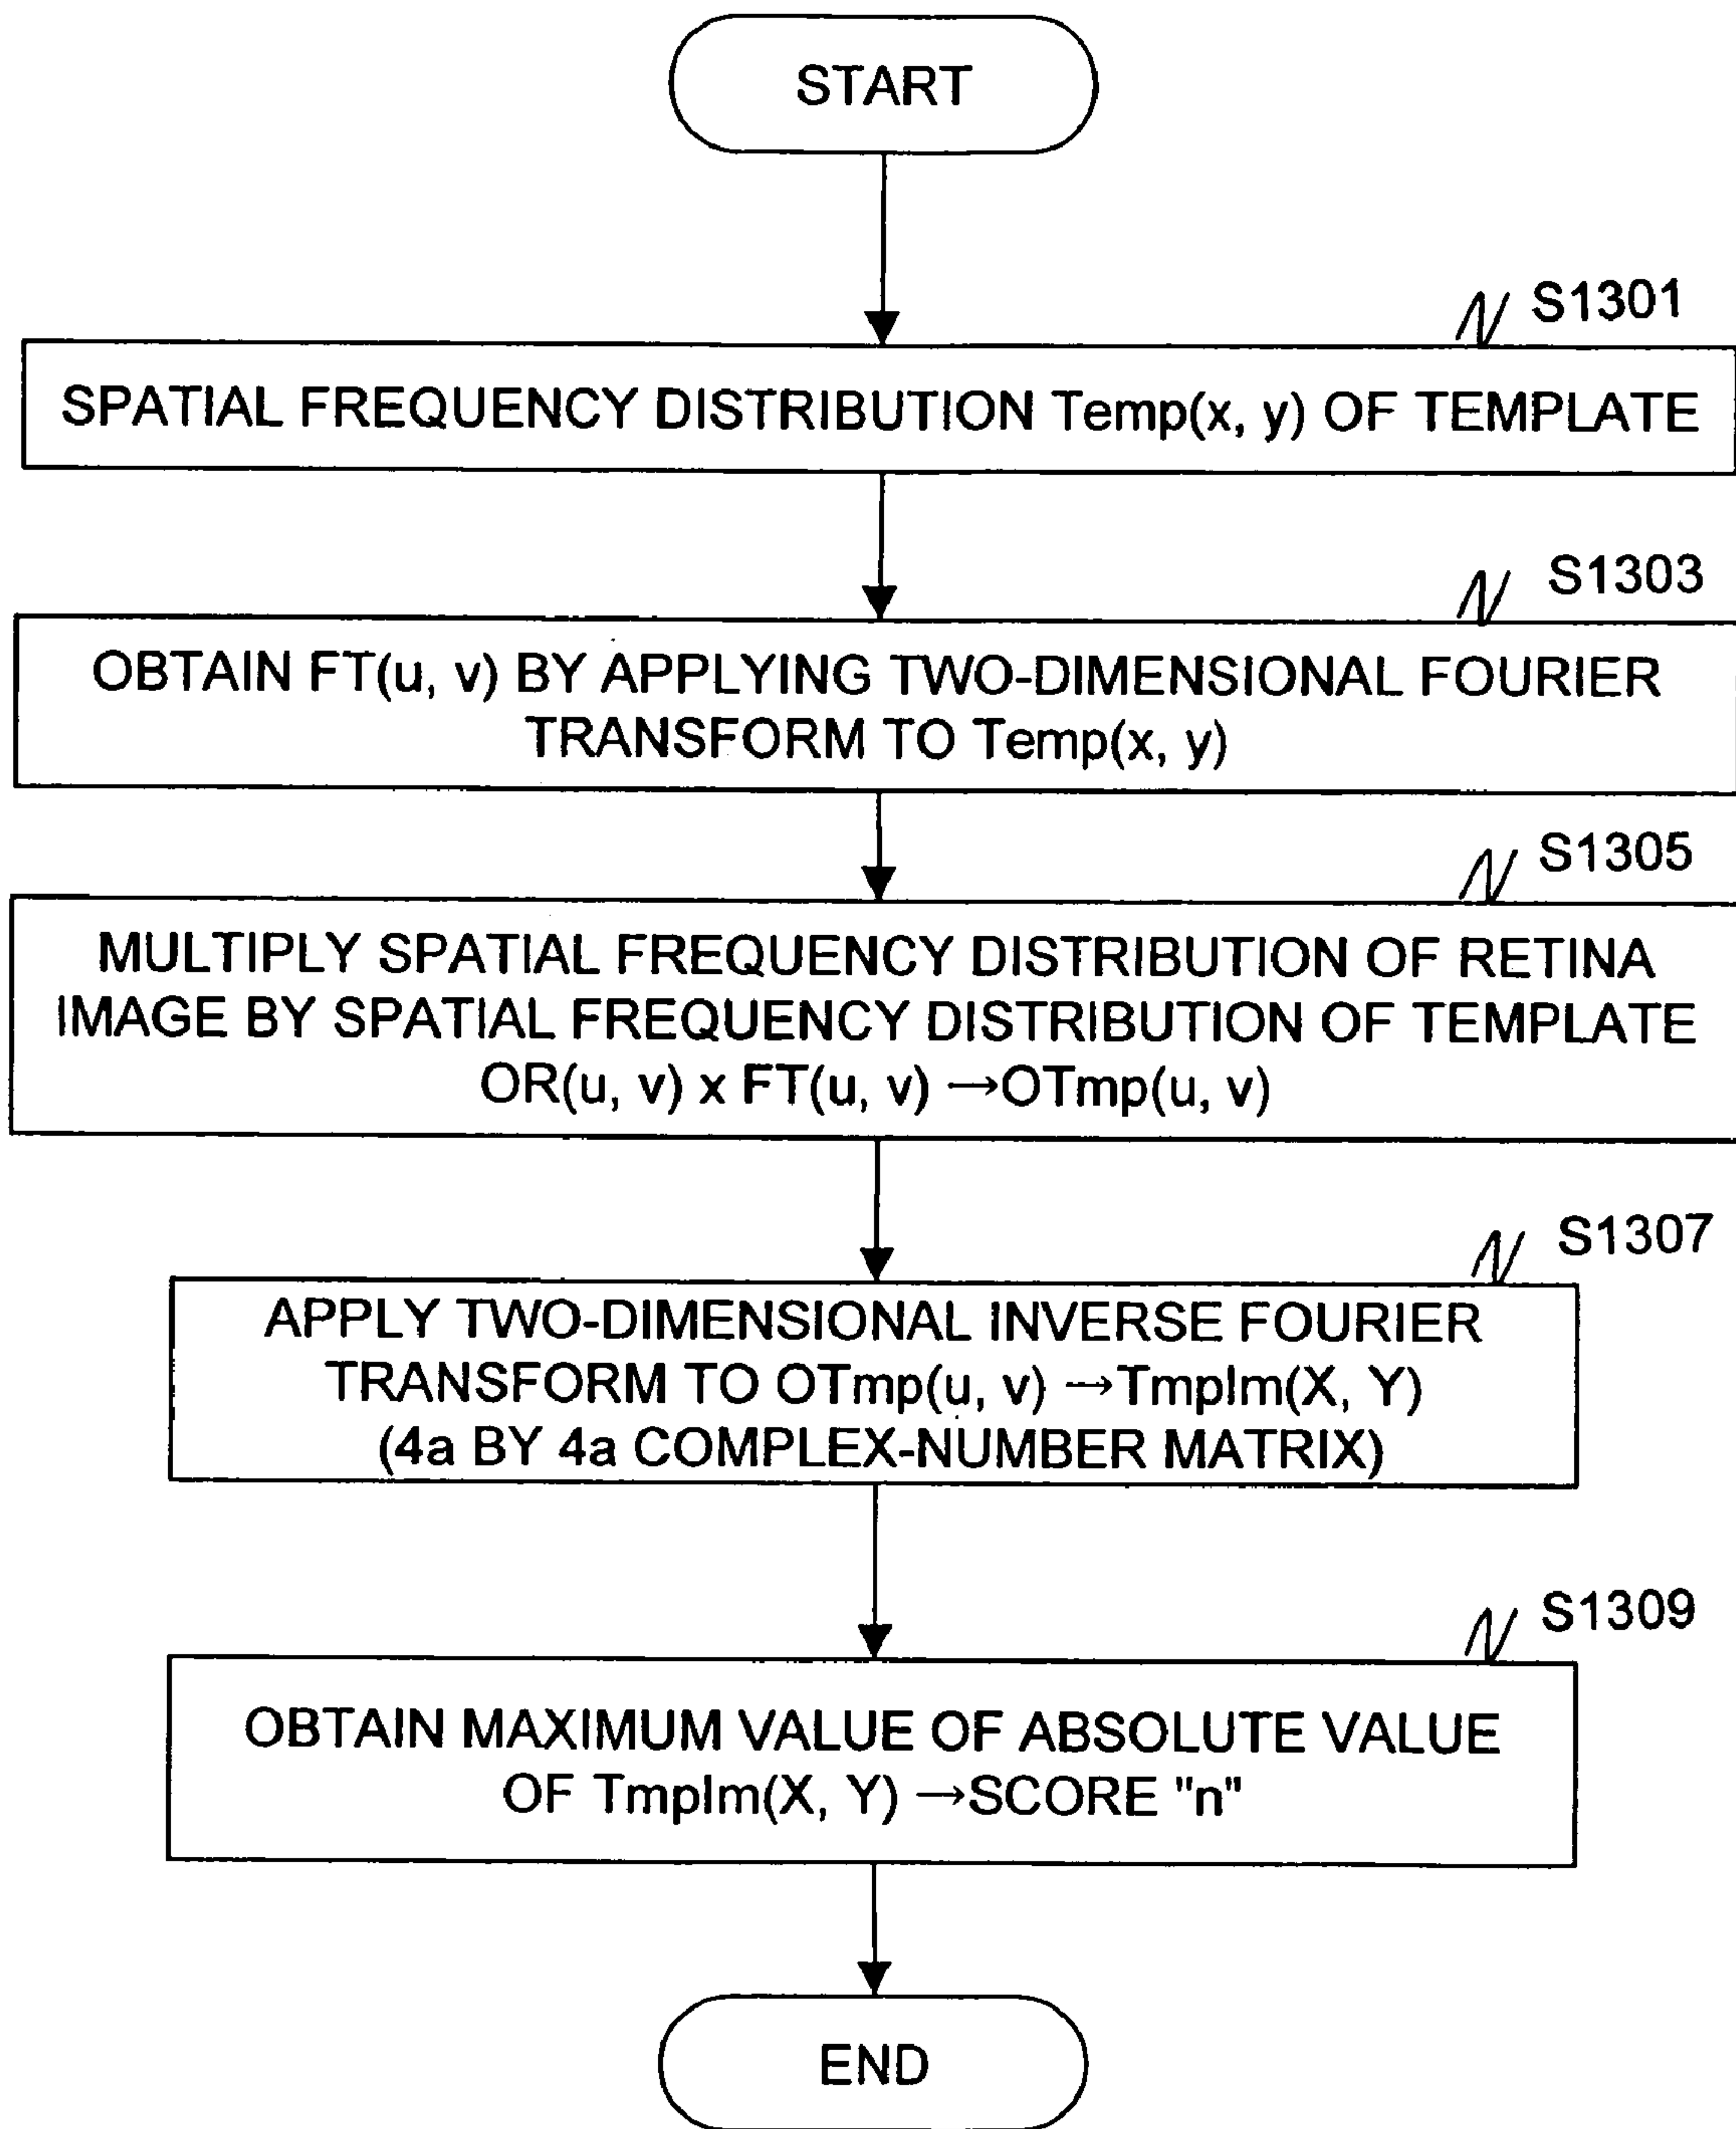 START
S1301
SPATIAL FREQUENCY DISTRIBUTION Temp(x, y) OF TEMPLATE
S1303
OBTAIN FT(u, v) BY APPLYING TWO-DIMENSIONAL FOURIER
TRANSFORM TO Temp(x, y)
S1305
MULTIPLY SPATIAL FREQUENCY DISTRIBUTION OF RETINA
IMAGE BY SPATIAL FREQUENCY DISTRIBUTION OF TEMPLATE
OR(u, v) x FT(u, v) →OTmp(u, v)
S1307
APPLY TWO-DIMENSIONAL INVERSE FOURIER
TRANSFORM TO OTmp(u, v) →TmpIm(X, Y)
(4a BY 4a COMPLEX-NUMBER MATRIX)
S1309
OBTAIN MAXIMUM VALUE OF ABSOLUTE VALUE
OF TmpIm(X, Y) →SCORE "n"
END